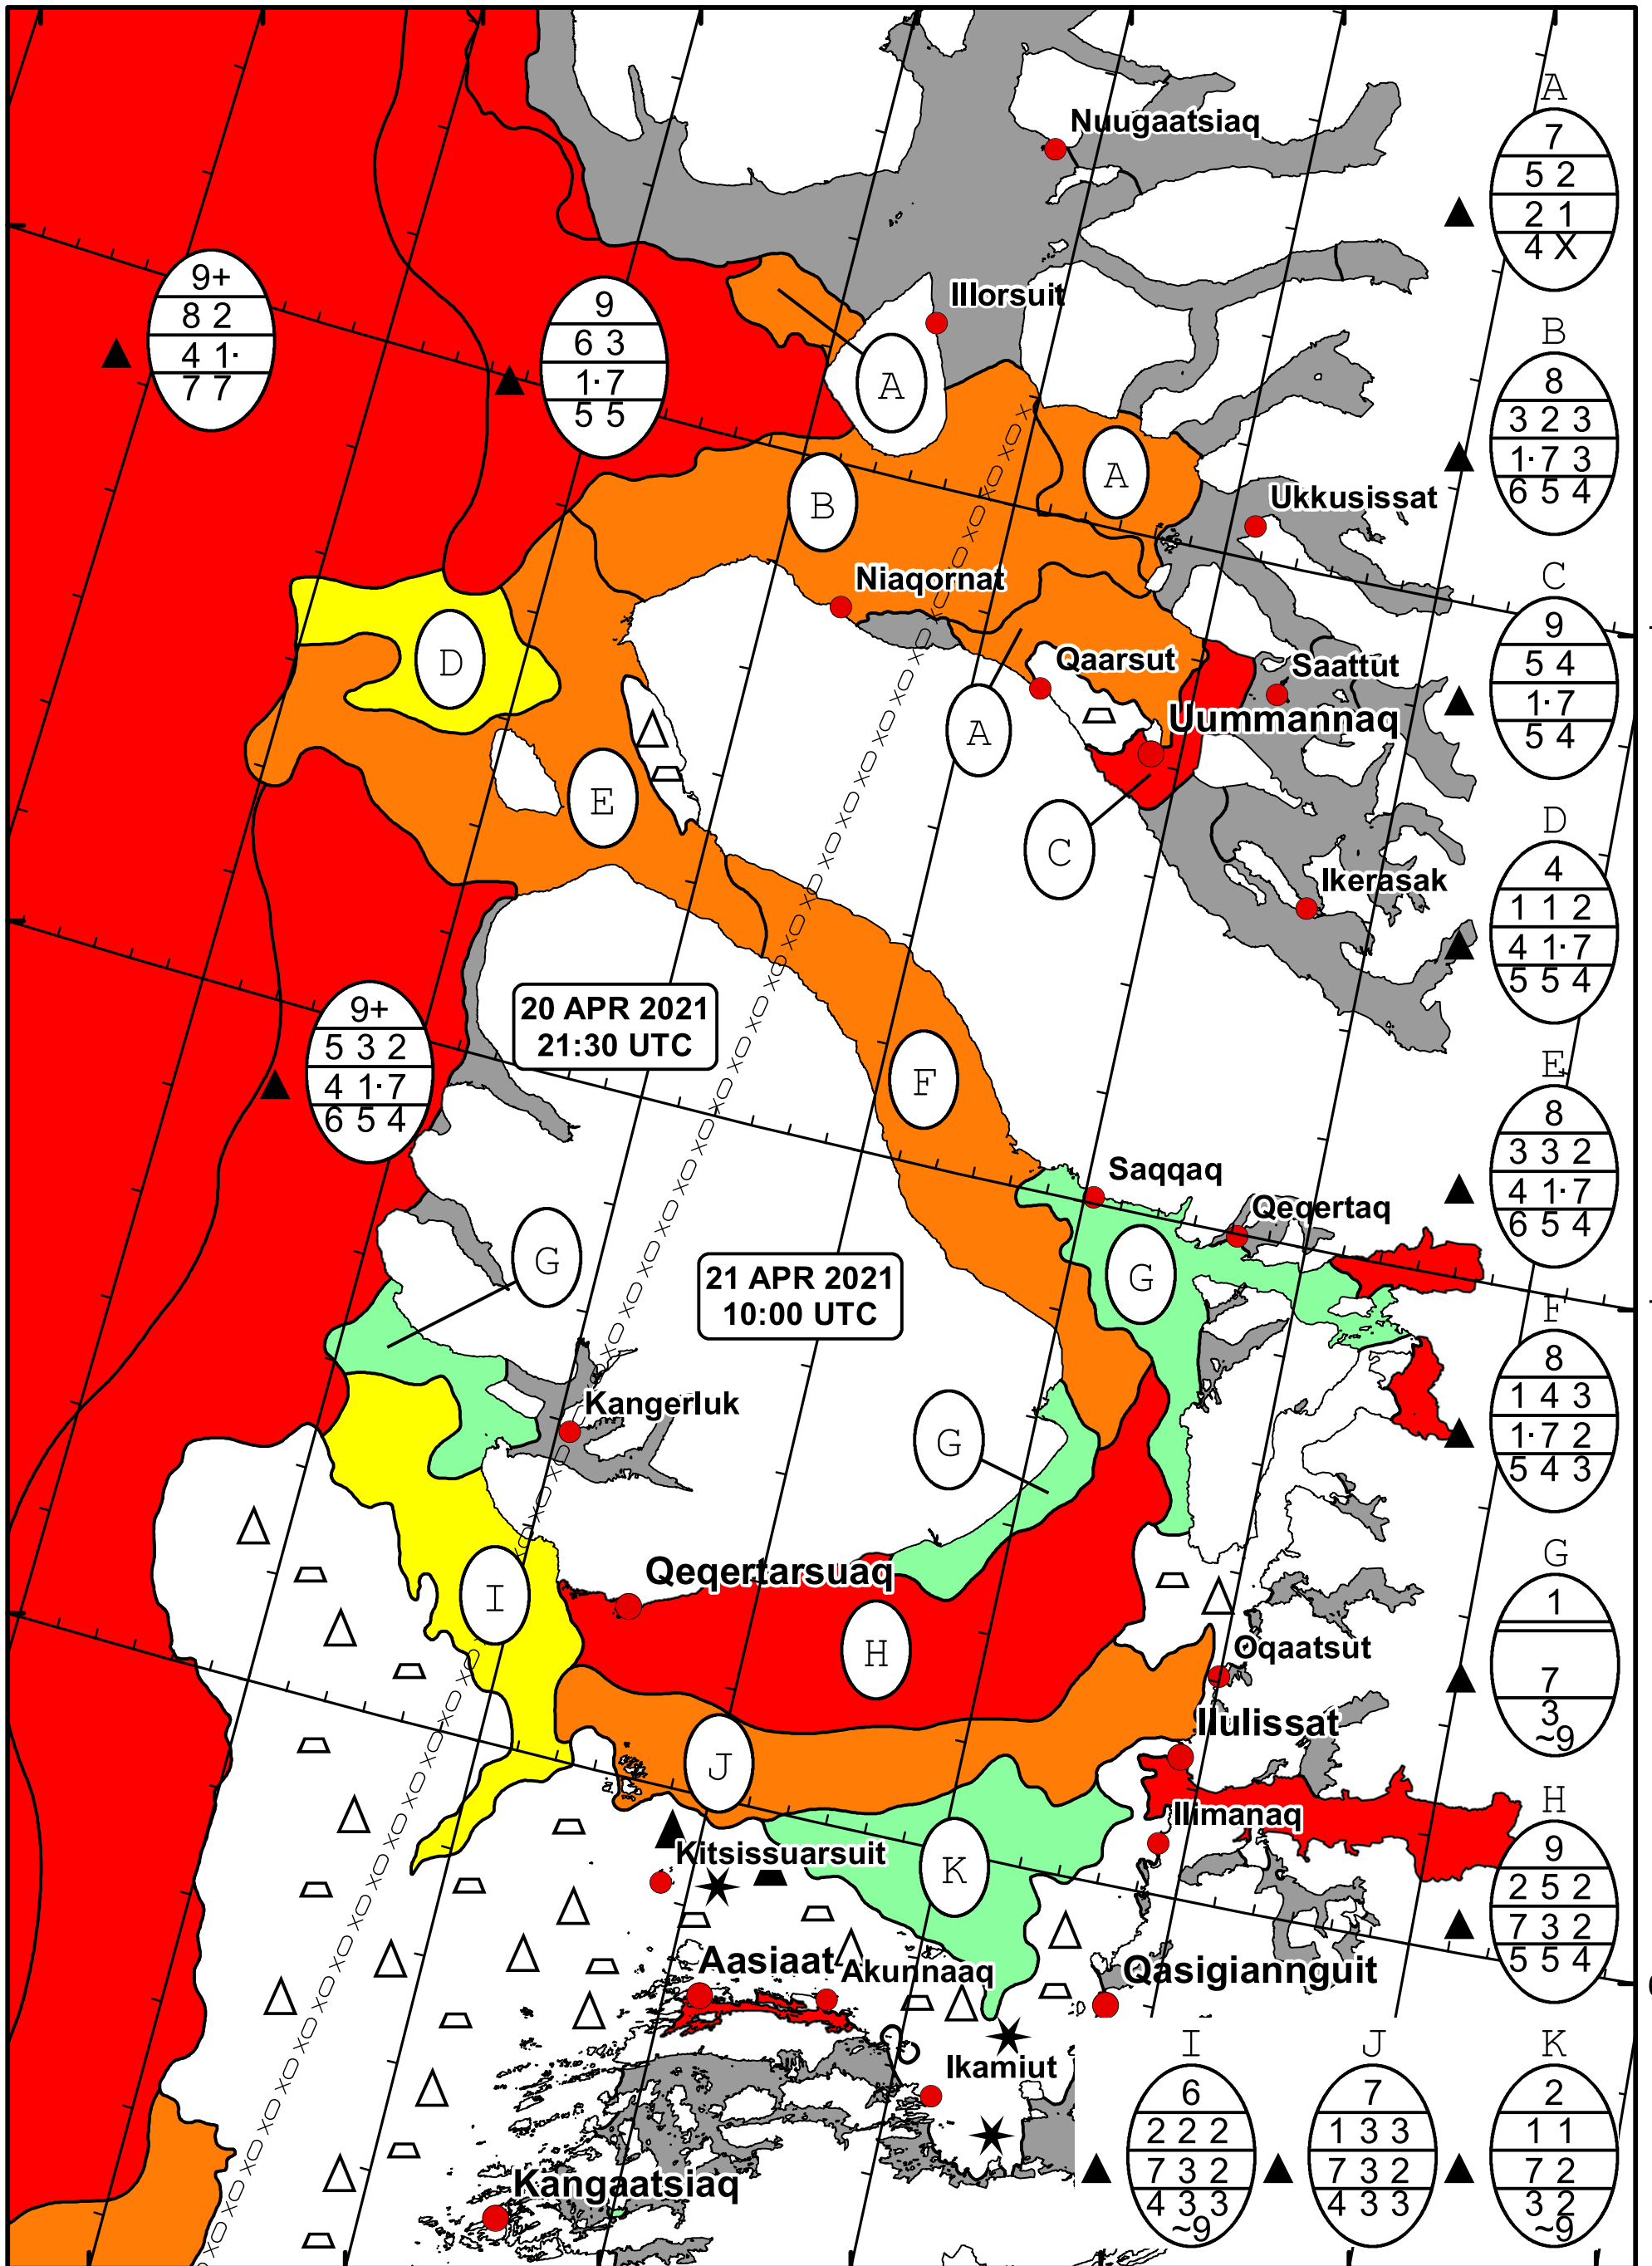 A
7
5 2
2 1
4 X
Nuugaatsiaq
Illorsuit
9+
8 2
4 1·
7 7
9
6 3
1·7
5 5
A
B
8
3 2 3
1·7 3
6 5 4
A
B
Ukkusissat
Niaqornat
C
9
5 4
1·7
5 4
D
Qaarsut
Saattut
A
Uummannaq
E
C
D
4
1 1 2
4 1·7
5 5 4
Ikerasak
9+
5 3 2
4 1·7
6 5 4
20 APR 2021
21:30 UTC
F
E
8
3 3 2
4 1·7
6 5 4
Saqqaq
Qeqertaq
G
G
21 APR 2021
10:00 UTC
F
8
1 4 3
1·7 2
5 4 3
Kangerluk
G
G
1
7
3
~9
I
Qeqertarsuaq
H
Oqaatsut
Ilulissat
J
Ilimanaq
H
9
2 5 2
7 3 2
5 5 4
Kitsissuarsuit
K
Aasiaat
Akunnaaq
Qasigiannguit
Ikamiut
I
6
2 2 2
7 3 2
4 3 3
~9
J
7
1 3 3
7 3 2
4 3 3
K
2
1 1
7 2
3 2
~9
Kangaatsiaq